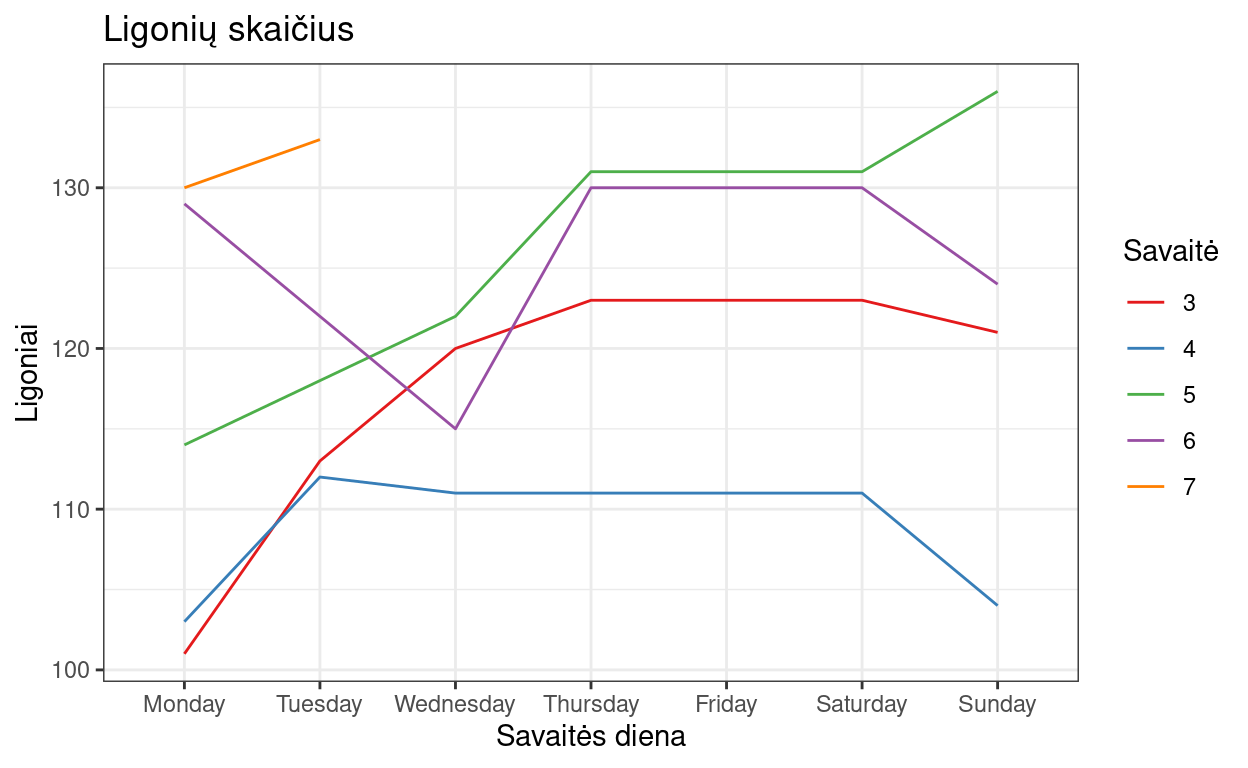 Ligonių skaičius
Ligoniai
130
120
110
100
Monday Tuesday Wednesday Thursday Friday Saturday Sunday
Savaitės diena
Savaitė
3
4
5
6
7